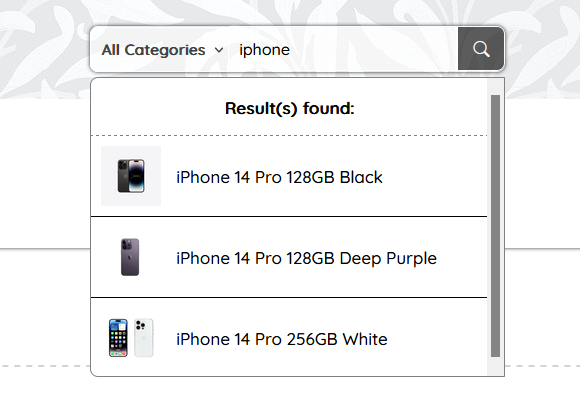 All Categories iphone
Result(s) found:
iPhone 14 Pro 128GB Black
iPhone 14 Pro 128GB Deep Purple
iPhone 14 Pro 256GB White